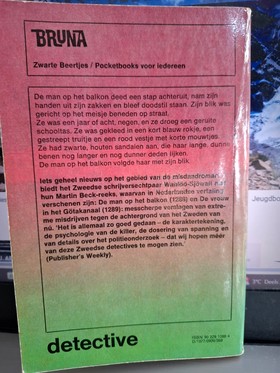 BRUNA
Zwarte Beertjes / Pocketbooks voor iedereen
De man op het balkon deed een stap achteruit, nam zijn
handen uit zijn zakken en bleef doodstil staan. Zijn blik was
gericht op het meisje beneden op straat.
Ze was een jaar of acht, negen, en ze droeg een geruite
schooltas. Ze was gekleed in een kort blauw rokje, een
gestreept truitje en een rood vestje met korte mouwtjes.
Ze had zwarte, houten sandalen aan, die haar lange, dunne
benen nog langer en nog dunner deden lijken.
De man op het balkon volgde haar met zijn blik.
Iets geheel nieuws op het gebied van de misdaadroman
biedt het Zweedse schrijversechtpaar Wahlöö-Sjöwall met
hun Martin Beck-reeks, waarvan in Nederlandse vertaling
verschenen zijn: De man op het balkon (1288) en De vrouw
in het Götakanaal (1289): messcherpe verslagen van extre-
me misdrijven tegen de achtergrond van het Zweden van
nú. 'Het is allemaal zo goed gedaan – de karaktertekening,
de psychologie van de killer, de dosering van spanning en
van details over het politieonderzoek – dat wij hopen méér
van deze Zweedse detectives te mogen zien.'
(Publisher's Weekly).
detective
Jeugdbo